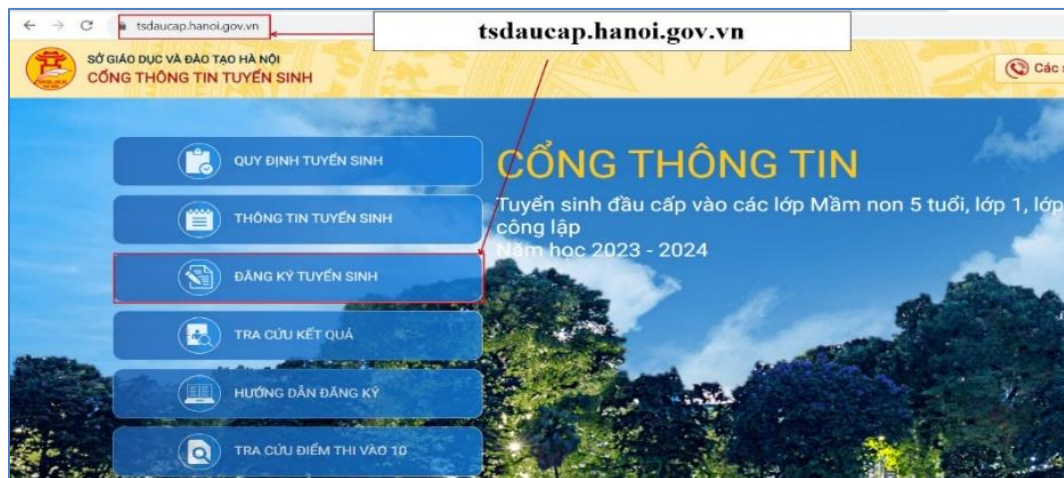 tsdaucap.hanoi.gov.vn
tsdaucap.hanoi.gov.vn
SỞ GIÁO DỤC VÀ ĐÀO TẠO HÀ NỘI
CỔNG THÔNG TIN TUYỂN SINH
Các
QUY ĐỊNH TUYỂN SINH
THÔNG TIN TUYỂN SINH
ĐĂNG KÝ TUYỂN SINH
TRA CỨU KẾT QUẢ
HƯỚNG DẪN ĐĂNG KÝ
TRA CỨU ĐIỂM THI VÀO 10
CỔNG THÔNG TIN
Tuyển sinh đầu cấp vào các lớp Mầm non 5 tuổi, lớp 1, lớp
công lập
Năm học 2023 - 2024